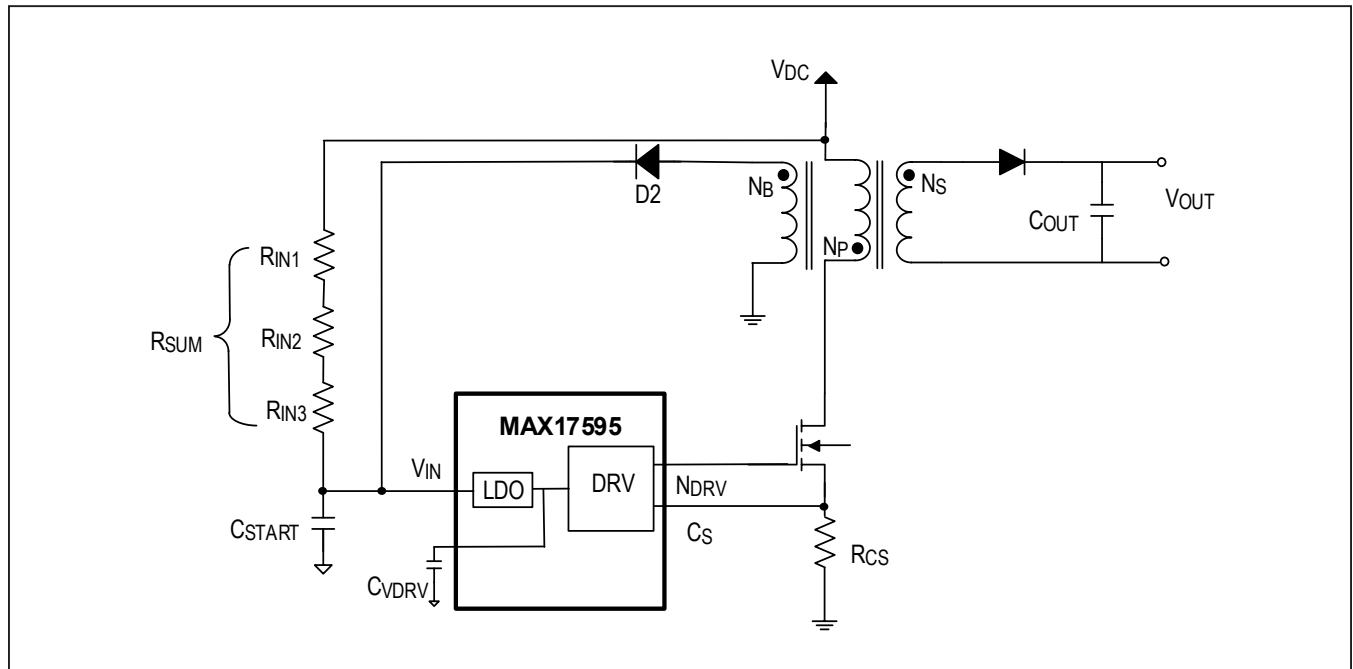 VDC
D2
NB
NP
NS
COUT
VOUT
RIN1
RSUM
RIN2
RIN3
MAX17595
VIN
LDO
DRV
NDRV
CS
CSTART
CVDRV
RCS